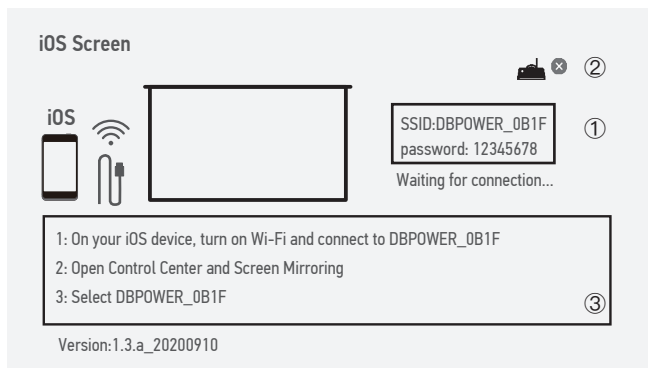 iOS Screen
②
iOS
SSID:DBPOWER_0B1F
①
password: 12345678
Waiting for connection...
1: On your iOS device, turn on Wi-Fi and connect to DBPOWER_0B1F
2: Open Control Center and Screen Mirroring
3: Select DBPOWER_0B1F
③
Version:1.3.a_20200910